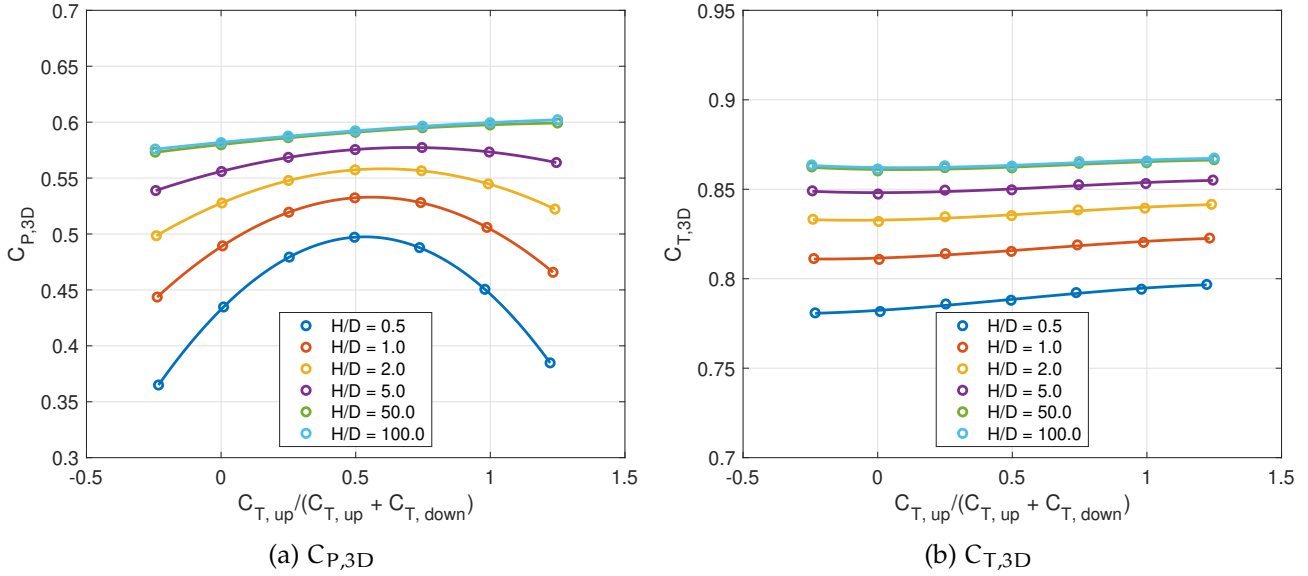 0.7
0.65
0.6
0.55
0.5
0.45
0.4
0.35
0.3
C_P,3D
H/D = 0.5
H/D = 1.0
H/D = 2.0
H/D = 5.0
H/D = 50.0
H/D = 100.0
-0.5 0 0.5 1 1.5
C_T, up/(C_T, up + C_T, down)
(a) C_P,3D
0.95
0.9
0.85
0.8
0.75
0.7
C_T,3D
H/D = 0.5
H/D = 1.0
H/D = 2.0
H/D = 5.0
H/D = 50.0
H/D = 100.0
-0.5 0 0.5 1 1.5
C_T, up/(C_T, up + C_T, down)
(b) C_T,3D